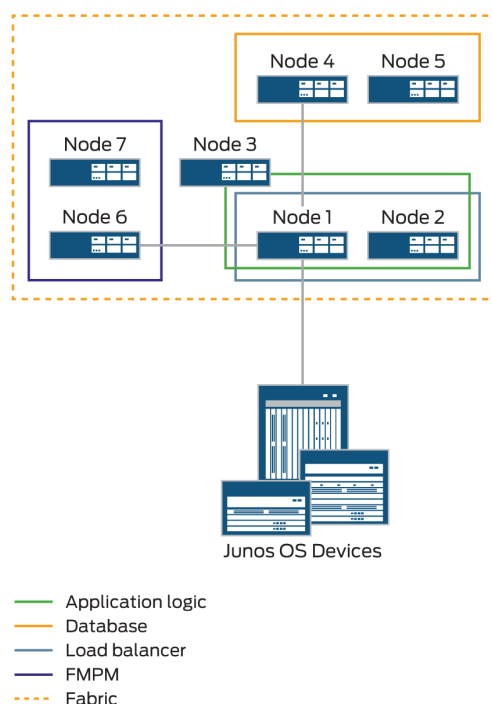 Node 4 Node 5
Node 7 Node 3
Node 6 Node 1 Node 2
Junos OS Devices
Application logic
Database
Load balancer
FMPM
Fabric